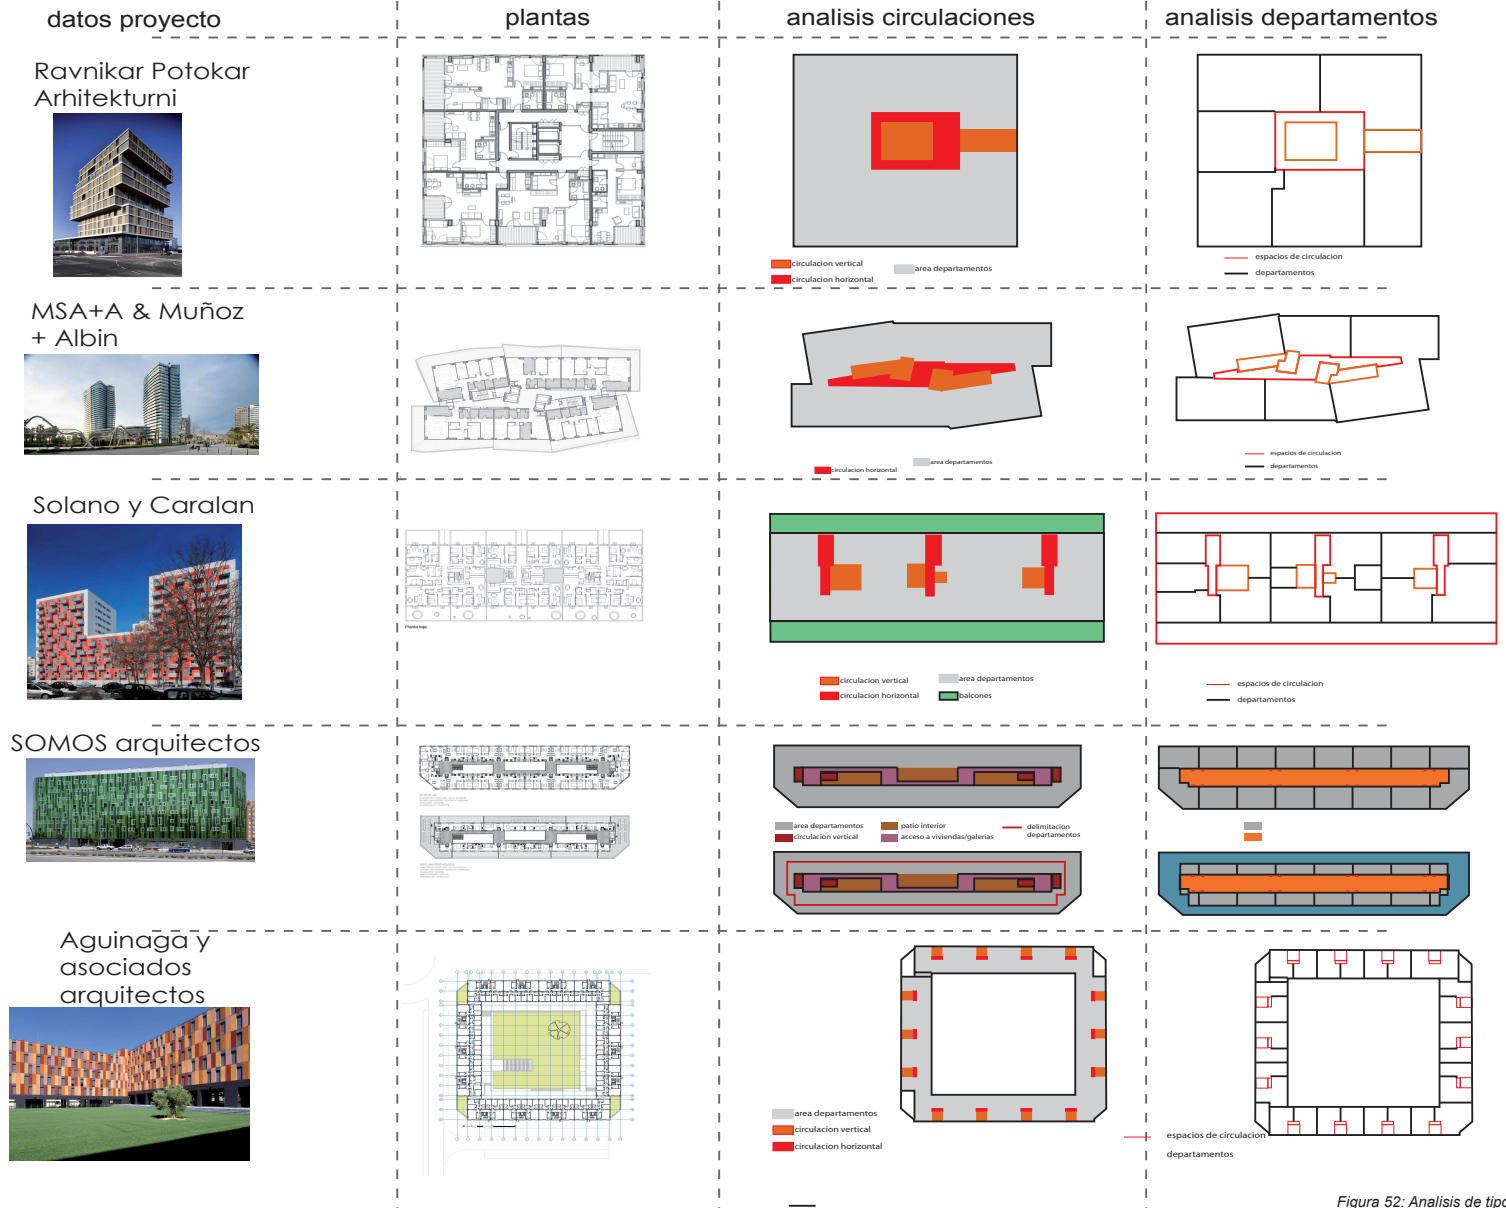 datos proyecto
plantas
analisis circulaciones
analisis departamentos
Ravnikar Potokar
Arhitekturni
circulacion vertical
circulacion horizontal
area departamentos
espacios de circulacion
departamentos
MSA+A & Muñoz
+ Albin
circulacion horizontal
area departamentos
espacios de circulacion
departamentos
Solano y Caralan
Planta baja
circulacion vertical
circulacion horizontal
area departamentos
balcones
espacios de circulacion
departamentos
SOMOS arquitectos
area departamentos
circulacion vertical
patio interior
acceso a viviendas/galerias
delimitacion
departamentos
Aguinaga y
asociados
arquitectos
area departamentos
circulacion vertical
circulacion horizontal
espacios de circulacion
departamentos
Figura 52: Analisis de tipo